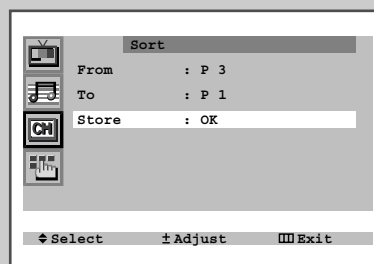 Sort
From : P 3
To : P 1
CH Store : OK
Select ± Adjust Exit